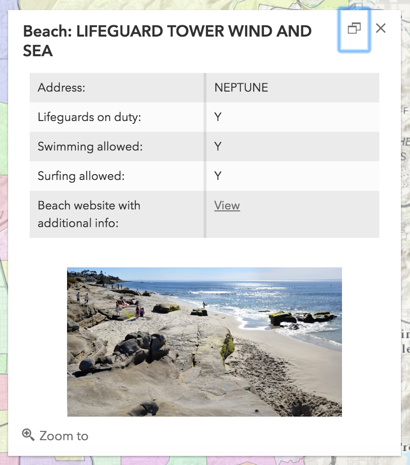 Beach: LIFEGUARD TOWER WIND AND
SEA
Address: NEPTUNE
Lifeguards on duty: Y
Swimming allowed: Y
Surfing allowed: Y
Beach website with View
additional info:
Zoom to